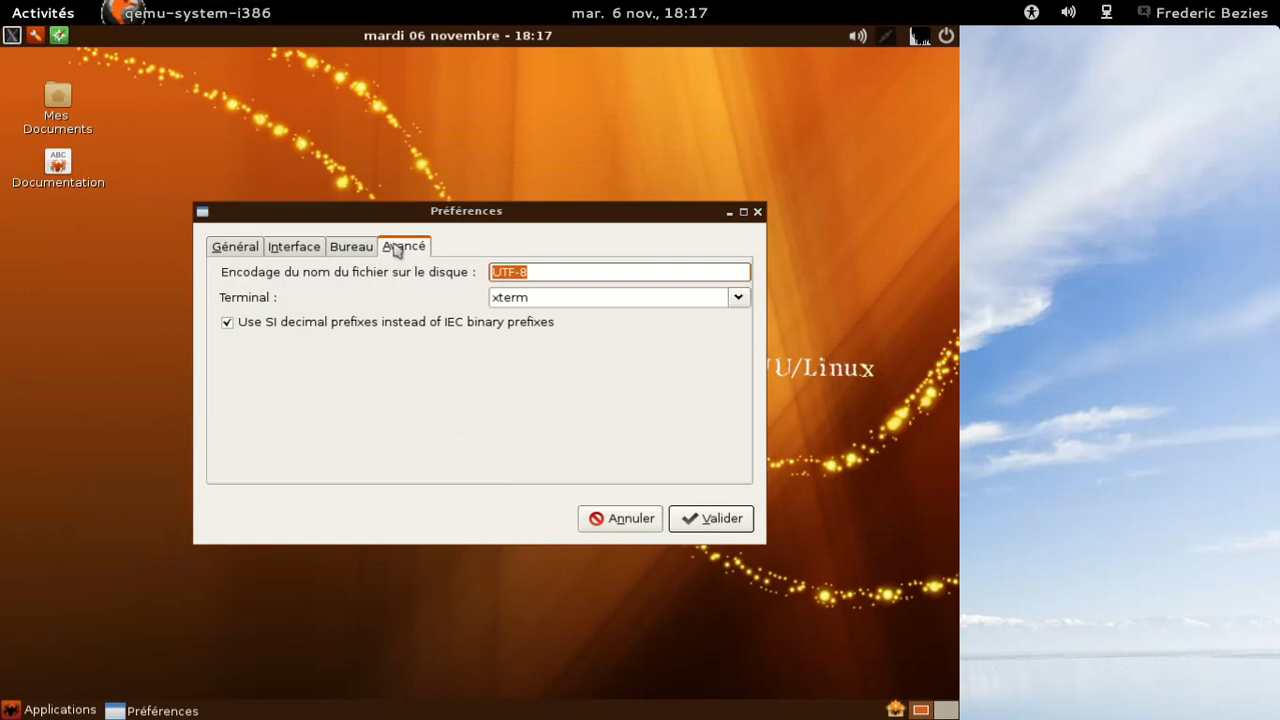 Activités
qemu-system-i386
mar. 6 nov., 18:17
Frederic Bezies
X
mardi 06 novembre - 18:17
Mes
Documents
ABC
Documentation
Préférences
Général
Interface
Bureau
Avancé
Encodage du nom du fichier sur le disque :
UTF-8
Terminal :
xterm
Use SI decimal prefixes instead of IEC binary prefixes
U/Linux
Annuler
Valider
Applications
Préférences